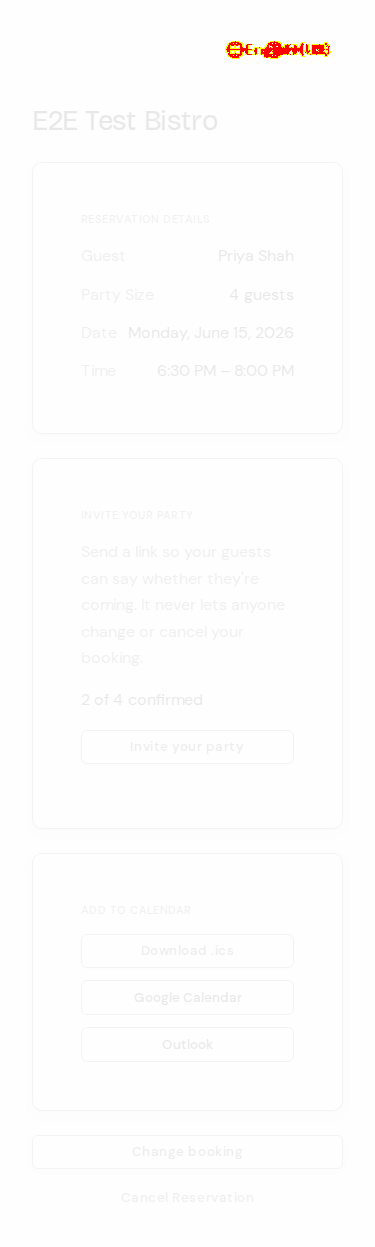 E2E Test Bistro
RESERVATION DETAILS
Guest Priya Shah
Party Size 4 guests
Date Monday, June 15, 2026
Time 6:30 PM – 8:00 PM
INVITE YOUR PARTY
Send a link so your guests
can say whether they're
coming. It never lets anyone
change or cancel your
booking.
2 of 4 confirmed
Invite your party
ADD TO CALENDAR
Download .ics
Google Calendar
Outlook
Change booking
Cancel Reservation